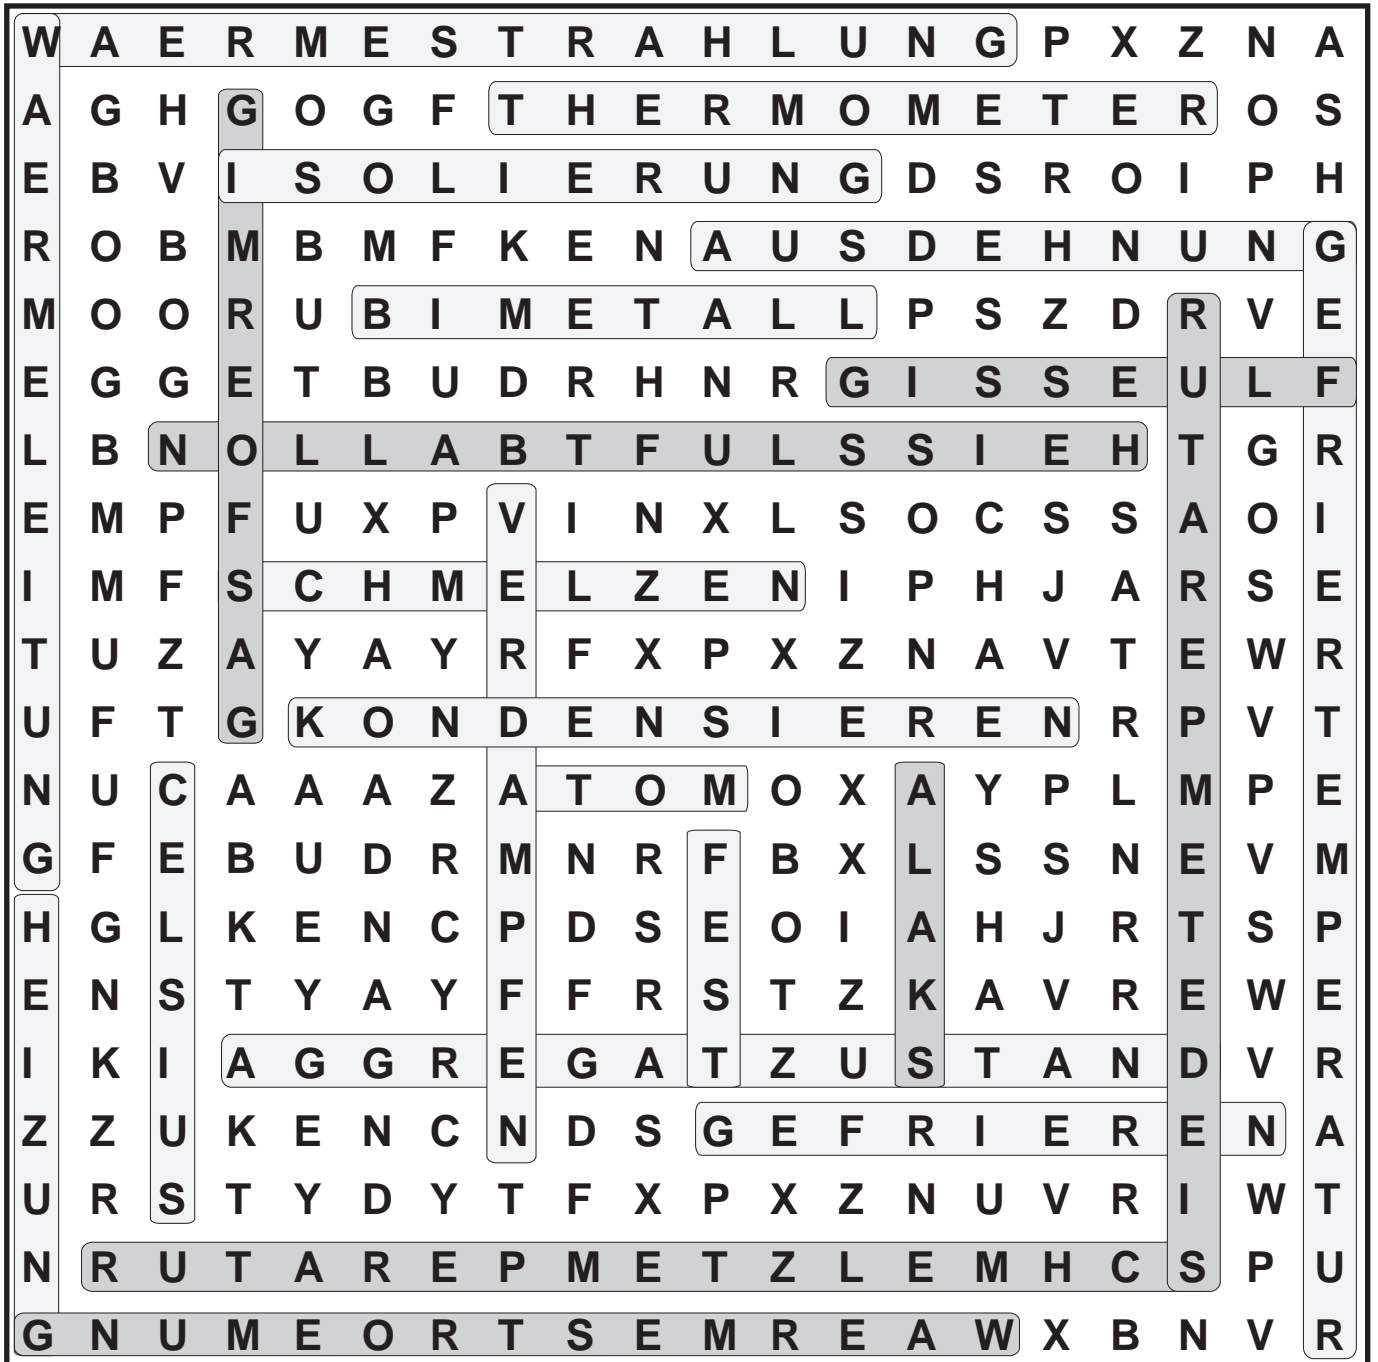 W A E R M E S T R A H L U N G P X Z N A
A G H G O G F T H E R M O M E T E R O S
E B V I S O L I E R U N G D S R O I P H
R O B M B M F K E N A U S D E H N U N G
M O O R U B I M E T A L L P S Z D R V E
E G G E T B U D R H N R G I S S E U L F
L B N O L L A B T F U L S S I E H T G R
E M P F U X P V I N X L S O C S S A O I
I M F S C H M E L Z E N I P H J A R S E
T U Z A Y A Y R F X P X Z N A V T E W R
U F T G K O N D E N S I E R E N R P V T
N U C A A A Z A T O M O X A Y P L M P E
G F E B U D R M N R F B X L S S N E V M
H G L K E N C P D S E O I A H J R T S P
E N S T Y A Y F F R S T Z K A V R E W E
I K I A G G R E G A T Z U S T A N D V R
Z Z U K E N C N D S G E F R I E R E N A
U R S T Y D Y T F X P X Z N U V R I W T
N R U T A R E P M E T Z L E M H C S P U
G N U M E O R T S E M R E A W X B N V R